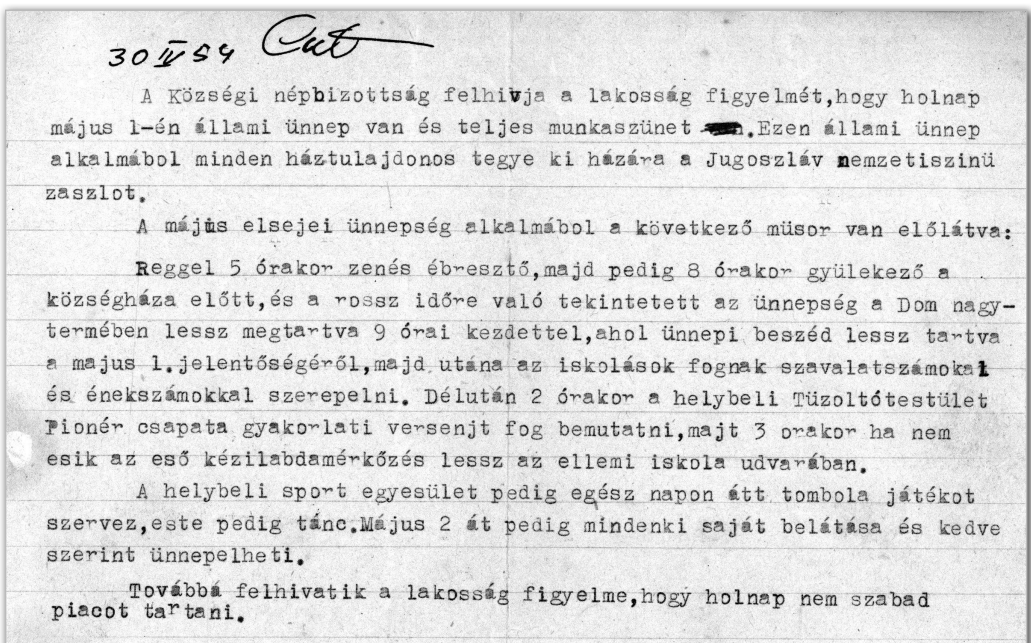 30 IV 54
A Községi népbizottság felhivja a lakosság figyelmét,hogy holnap
május 1-én állami ünnep van és teljes munkaszünet .Ezen állami ünnep
alkalmából minden háztulajdonos tegye ki házára a Jugoszláv nemzetiszinü
zaszlot.
A május elsejei ünnepség alkalmából a következő müsor van előlátva:
Reggel 5 órakor zenés ébresztő,majd pedig 8 órakor gyülekező a
községháza előtt,és a rossz időre való tekintetett az ünnepség a Dom nagy-
termében lessz megtartva 9 órai kezdettel,ahol ünnepi beszéd lessz tartva
a majus 1.jelentőségéről,majd utána az iskolások fognak szavalatszámokal
és énekszámokkal szerepelni. Délután 2 órakor a helybeli Tüzoltótestület
Pionér csapata gyakorlati versenjt fog bemutatni,majt 3 orakor ha nem
esik az eső kézilabdamérkőzés lessz az ellemi iskola udvarában.
A helybeli sport egyesület pedig egész napon átt tombola játékot
szervez,este pedig tánc.Május 2 át pedig mindenki saját belátása és kedve
szerint ünnepelheti.
Továbbá felhivatik a lakosság figyelme,hogy holnap nem szabad
piacot tartani.